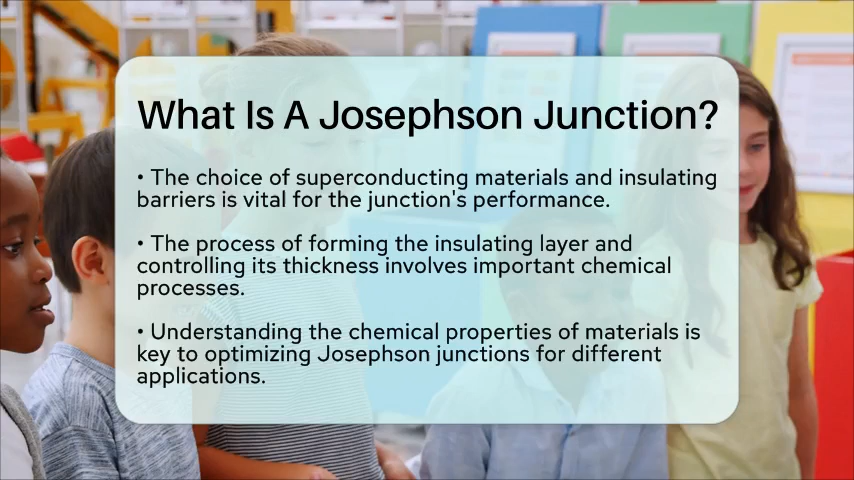 What Is A Josephson Junction?
• The choice of superconducting materials and insulating
barriers is vital for the junction's performance.
• The process of forming the insulating layer and
controlling its thickness involves important chemical
processes.
• Understanding the chemical properties of materials is
key to optimizing Josephson junctions for different
applications.